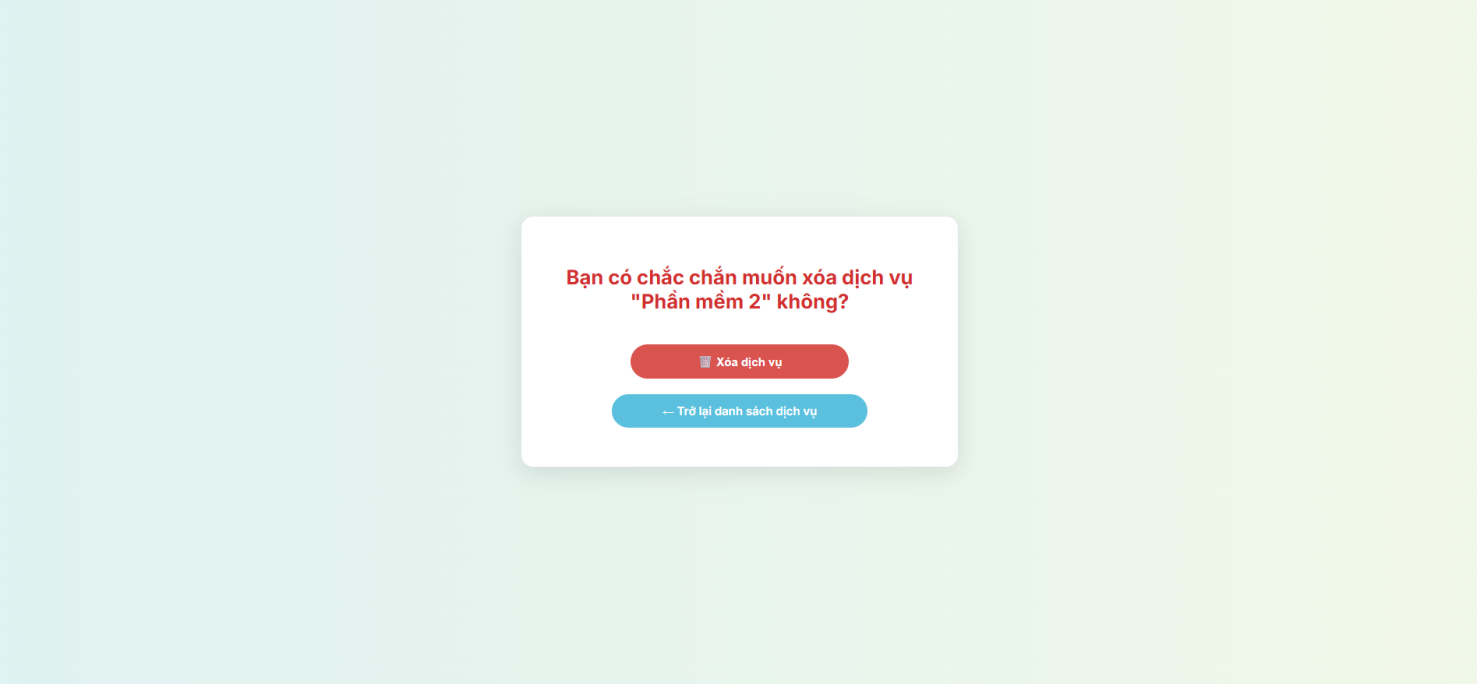 Bạn có chắc chắn muốn xóa dịch vụ
"Phần mềm 2" không?
🗑️ Xóa dịch vụ
← Trở lại danh sách dịch vụ